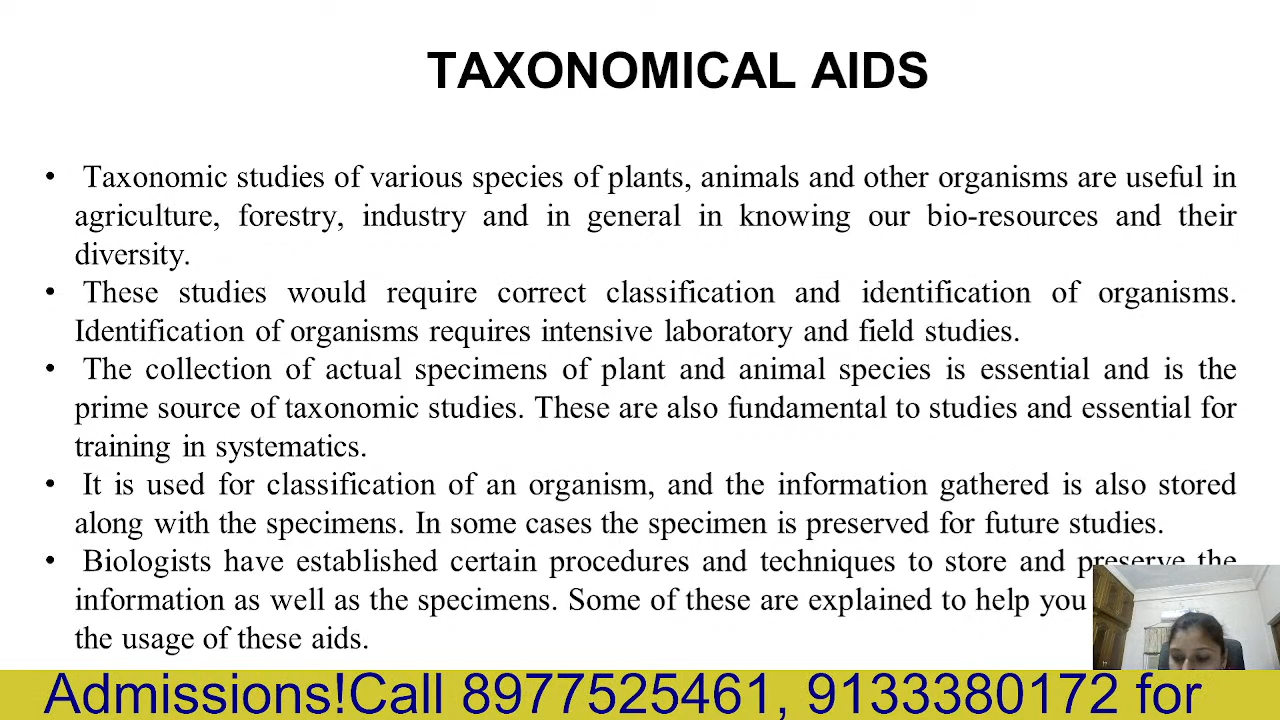 TAXONOMICAL AIDS
• Taxonomic studies of various species of plants, animals and other organisms are useful in
agriculture, forestry, industry and in general in knowing our bio-resources and their
diversity.
• These studies would require correct classification and identification of organisms.
Identification of organisms requires intensive laboratory and field studies.
• The collection of actual specimens of plant and animal species is essential and is the
prime source of taxonomic studies. These are also fundamental to studies and essential for
training in systematics.
• It is used for classification of an organism, and the information gathered is also stored
along with the specimens. In some cases the specimen is preserved for future studies.
• Biologists have established certain procedures and techniques to store and preserve the
information as well as the specimens. Some of these are explained to help you
the usage of these aids.
Admissions!Call 8977525461, 9133380172 for